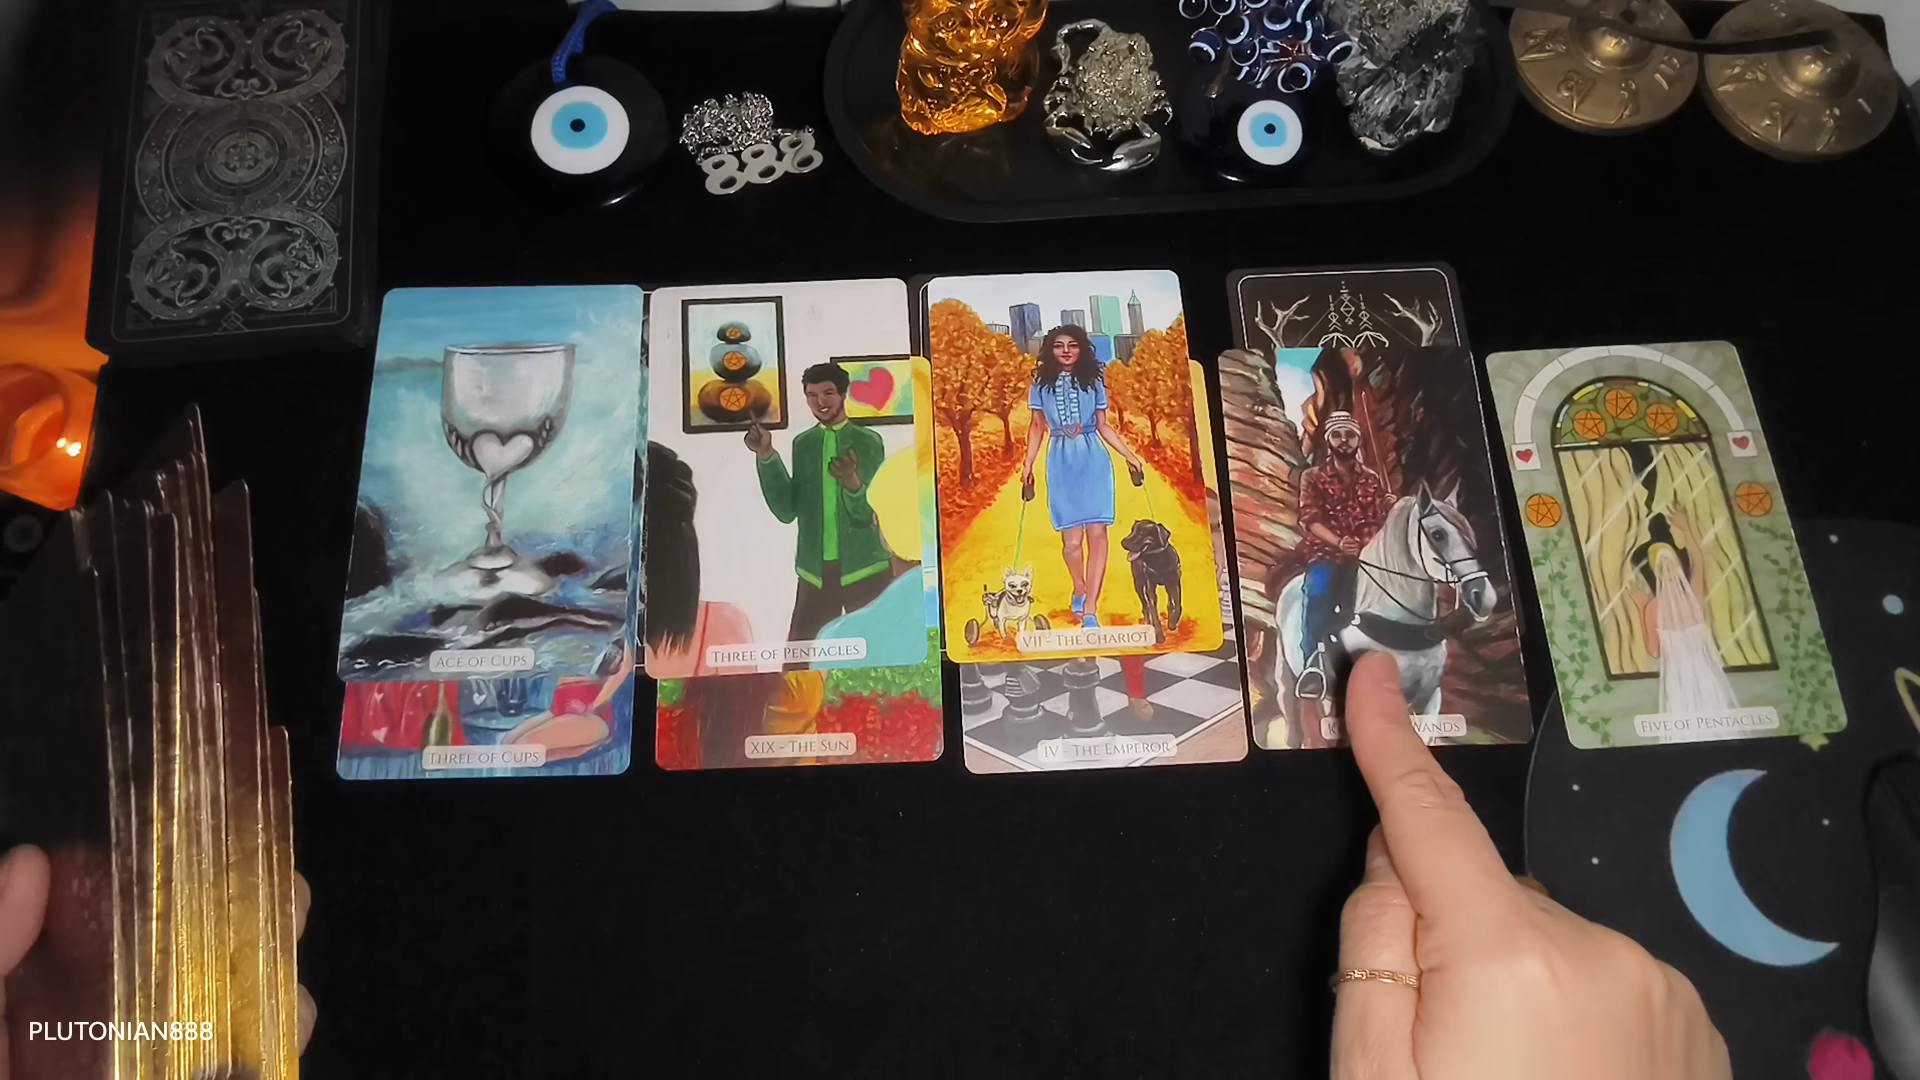 888
ACE OF CUPS
THREE OF PENTACLES
VII - THE CHARIOT
WANDS
FIVE OF PENTACLES
THREE OF CUPS
XIX - THE SUN
IV - THE EMPEROR
PLUTONIAN888